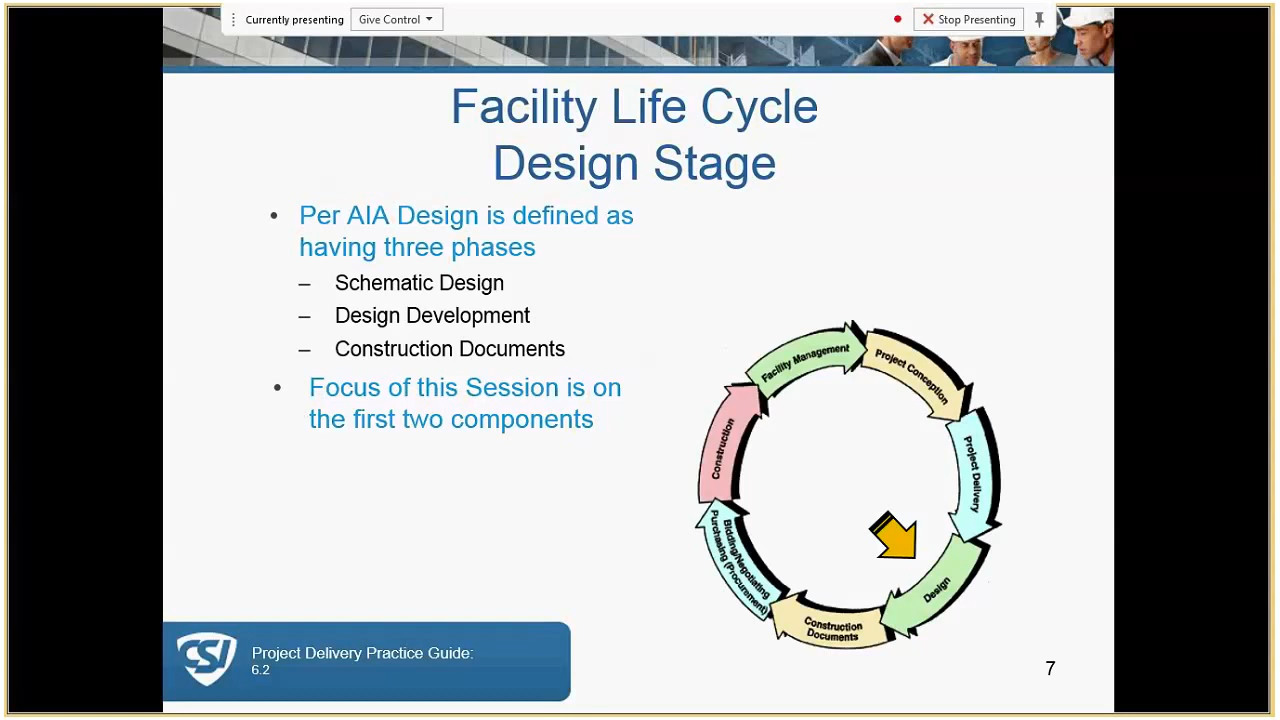 Currently presenting
Give Control
Stop Presenting
Facility Life Cycle
Design Stage
• Per AIA Design is defined as
having three phases
– Schematic Design
– Design Development
– Construction Documents
• Focus of this Session is on
the first two components
Facility Management
Project Conception
Project Delivery
Design
Construction
Documents
Bidding/Negotiating
Purchasing (Procurement)
Construction
CSI
Project Delivery Practice Guide:
6.2
7